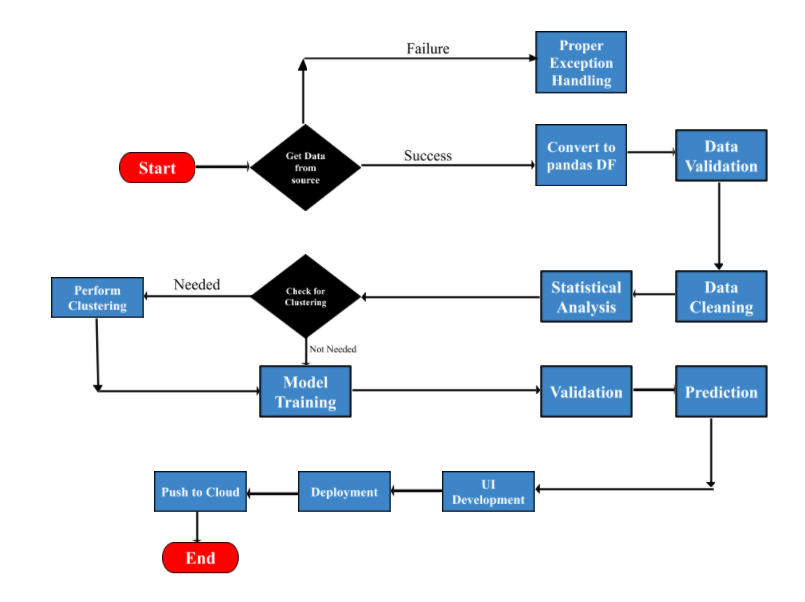 Failure
Proper
Exception
Handling
Start
Get Data
from
source
Success
Convert to
pandas DF
Data
Validation
Perform
Clustering
Needed
Check for
Clustering
Statistical
Analysis
Data
Cleaning
Not Needed
Model
Training
Validation
Prediction
Push to Cloud
Deployment
UI
Development
End